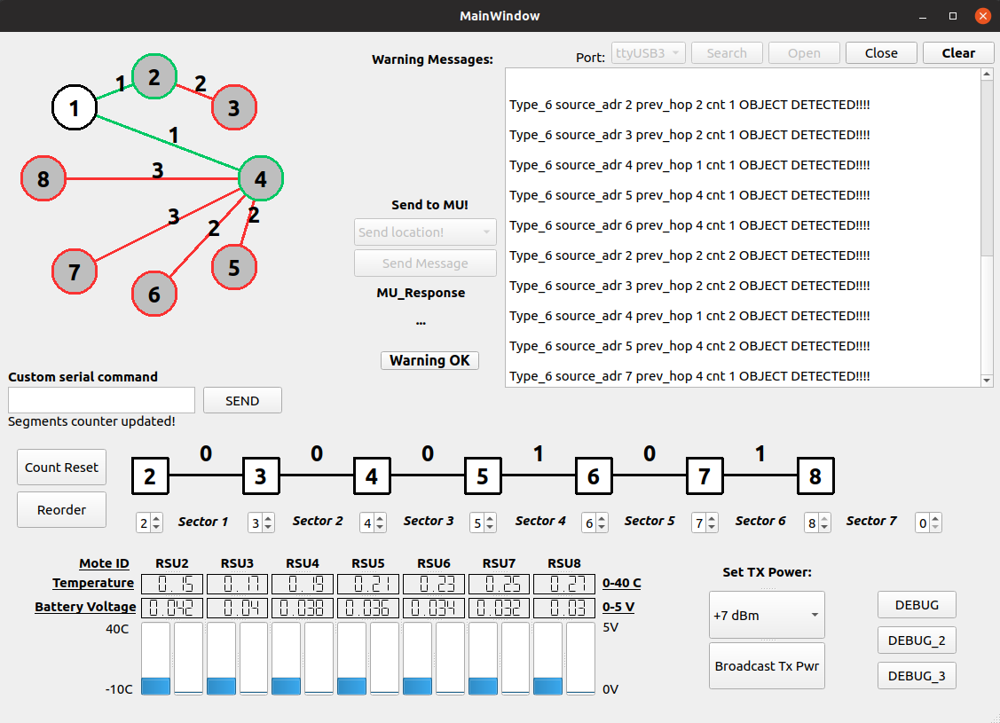 MainWindow
Warning Messages:
Port: ttyUSB3 Search Open Close Clear
1 2 3 4 5 6 7 8
1 2 1 3 3 2 2
Type_6 source_adr 2 prev_hop 2 cnt 1 OBJECT DETECTED!!!!
Type_6 source_adr 3 prev_hop 2 cnt 1 OBJECT DETECTED!!!!
Type_6 source_adr 4 prev_hop 1 cnt 1 OBJECT DETECTED!!!!
Type_6 source_adr 5 prev_hop 4 cnt 1 OBJECT DETECTED!!!!
Type_6 source_adr 6 prev_hop 4 cnt 1 OBJECT DETECTED!!!!
Type_6 source_adr 2 prev_hop 2 cnt 2 OBJECT DETECTED!!!!
Type_6 source_adr 3 prev_hop 2 cnt 2 OBJECT DETECTED!!!!
Type_6 source_adr 4 prev_hop 1 cnt 2 OBJECT DETECTED!!!!
Type_6 source_adr 5 prev_hop 4 cnt 2 OBJECT DETECTED!!!!
Type_6 source_adr 7 prev_hop 4 cnt 1 OBJECT DETECTED!!!!
Send to MU!
Send location!
Send Message
MU_Response
...
Warning OK
Custom serial command
SEND
Segments counter updated!
Count Reset
Reorder
0 0 0 1 0 1
2 3 4 5 6 7 8
2 Sector 1 3 Sector 2 4 Sector 3 5 Sector 4 6 Sector 5 7 Sector 6 8 Sector 7 0
Mote ID RSU2 RSU3 RSU4 RSU5 RSU6 RSU7 RSU8
Temperature 0.15 0.17 0.19 0.21 0.23 0.25 0.27 0-40 C
Battery Voltage 0.042 0.04 0.038 0.036 0.034 0.032 0.03 0-5 V
40C 5V
-10C 0V
Set TX Power:
+7 dBm
Broadcast Tx Pwr
DEBUG
DEBUG_2
DEBUG_3